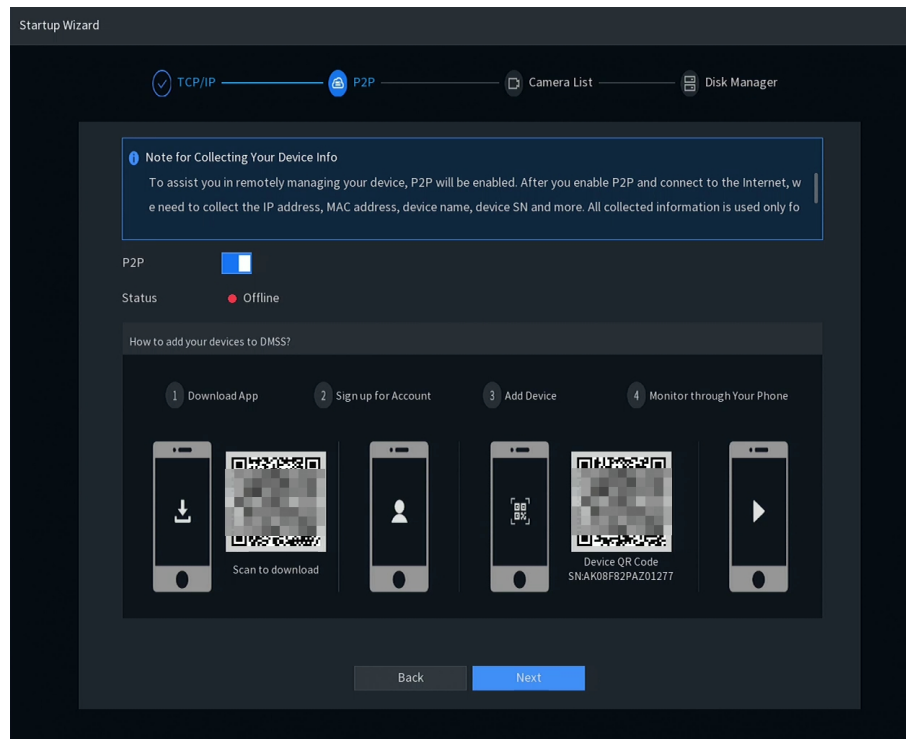 Startup Wizard
TCP/IP
P2P
Camera List
Disk Manager
Note for Collecting Your Device Info
To assist you in remotely managing your device, P2P will be enabled. After you enable P2P and connect to the Internet, w
e need to collect the IP address, MAC address, device name, device SN and more. All collected information is used only fo
P2P
Status
Offline
How to add your devices to DMSS?
1 Download App
2 Sign up for Account
3 Add Device
4 Monitor through Your Phone
Scan to download
Device QR Code
SN:AK08F82PAZ01277
Back
Next